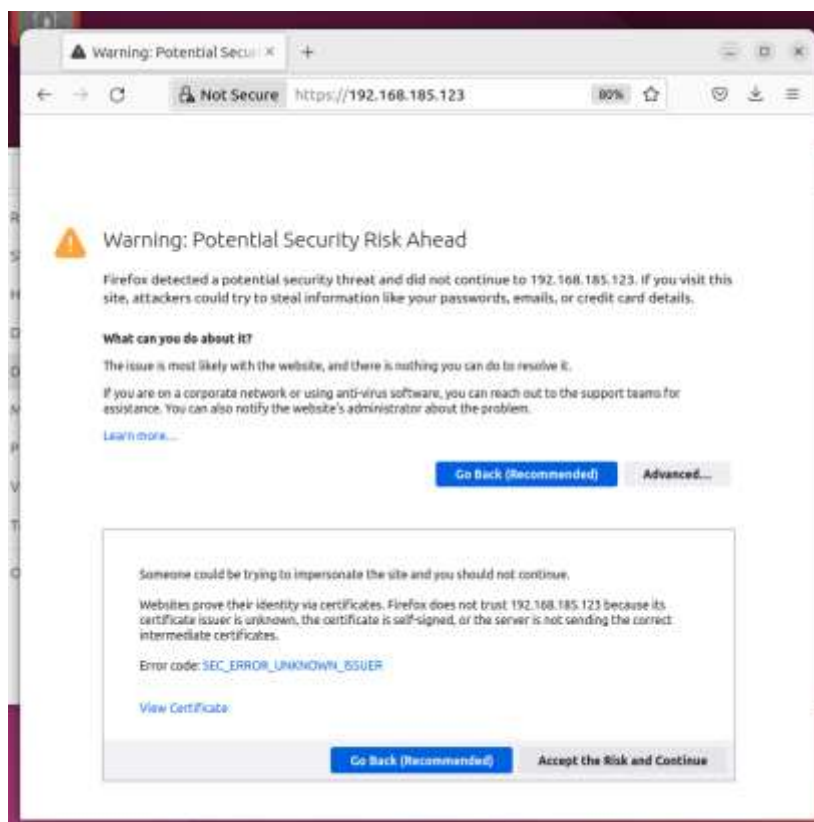 Warning: Potential Secur
Not Secure https://192.168.185.123 80%
Warning: Potential Security Risk Ahead
Firefox detected a potential security threat and did not continue to 192.168.185.123. If you visit this
site, attackers could try to steal information like your passwords, emails, or credit card details.
What can you do about it?
The issue is most likely with the website, and there is nothing you can do to resolve it.
If you are on a corporate network or using anti-virus software, you can reach out to the support teams for
assistance. You can also notify the website's administrator about the problem.
Learn more...
Go Back (Recommended) Advanced...
Someone could be trying to impersonate the site and you should not continue.
Websites prove their identity via certificates. Firefox does not trust 192.168.185.123 because its
certificate issuer is unknown, the certificate is self-signed, or the server is not sending the correct
intermediate certificates.
Error code: SEC_ERROR_UNKNOWN_ISSUER
View Certificate
Go Back (Recommended) Accept the Risk and Continue